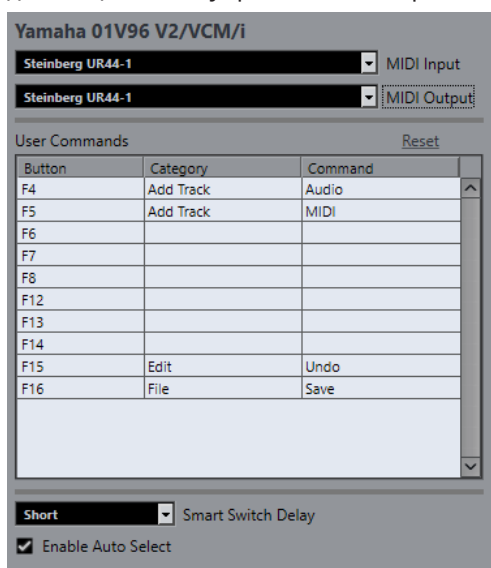 Yamaha 01V96 V2/VCM/i
Steinberg UR44-1 MIDI Input
Steinberg UR44-1 MIDI Output
User Commands Reset
Button Category Command
F4 Add Track Audio
F5 Add Track MIDI
F6
F7
F8
F12
F13
F14
F15 Edit Undo
F16 File Save
Short Smart Switch Delay
Enable Auto Select